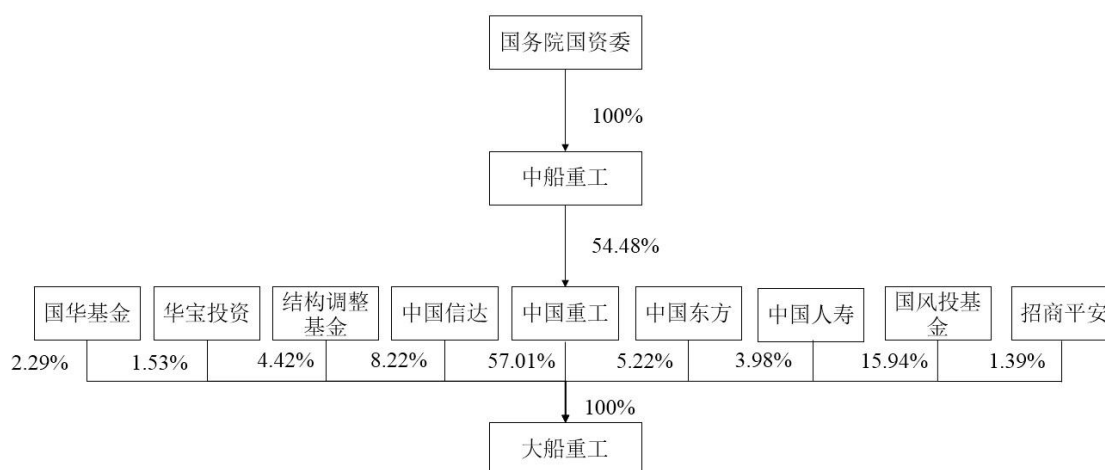 国务院国资委
100%
中船重工
54.48%
国华基金
华宝投资
结构调整
基金
中国信达
中国重工
中国东方
中国人寿
国风投基
金
招商平安
2.29%
1.53%
4.42%
8.22%
57.01%
5.22%
3.98%
15.94%
1.39%
100%
大船重工